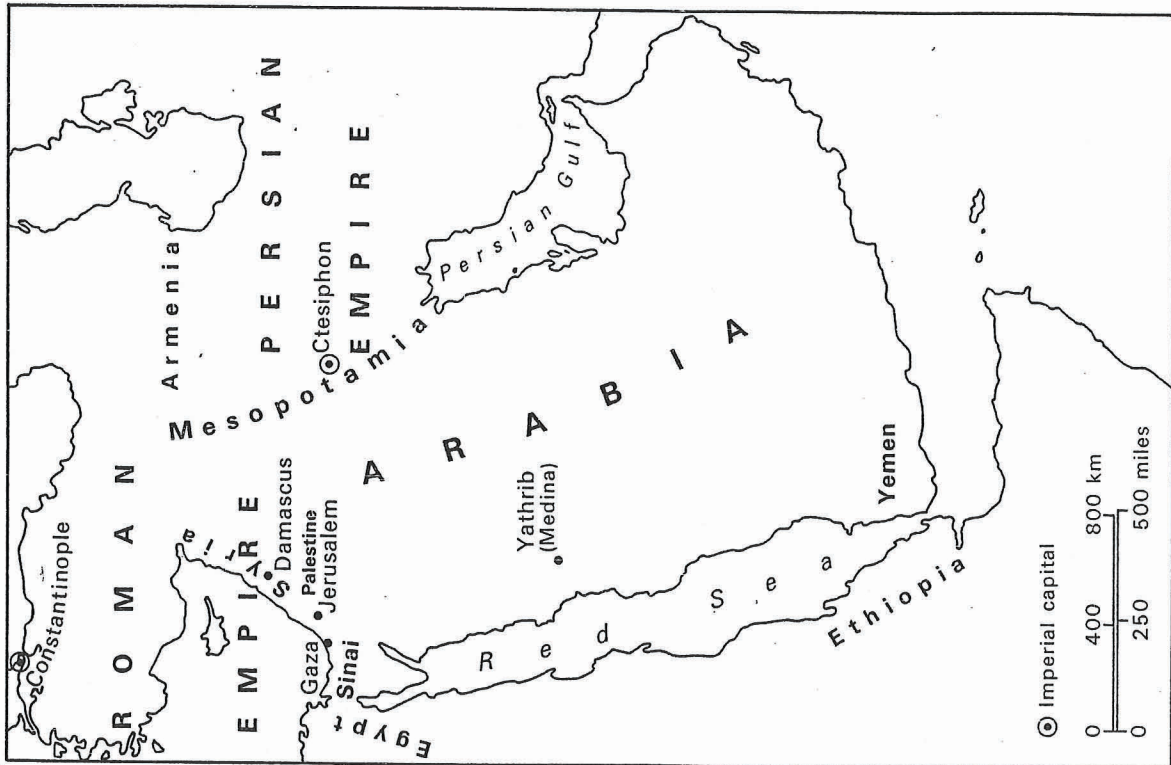 Constantinople
ROMAN
EMPIRE
Armenia
PERSIAN
EMPIRE
Mesopotamia
Ctesiphon
Syria
Damascus
Palestine
Jerusalem
Gaza
Sinai
Egypt
ARABIA
Persian Gulf
Yathrib
(Medina)
Red Sea
Yemen
Ethiopia
Imperial capital
0 400 800 km
0 250 500 miles